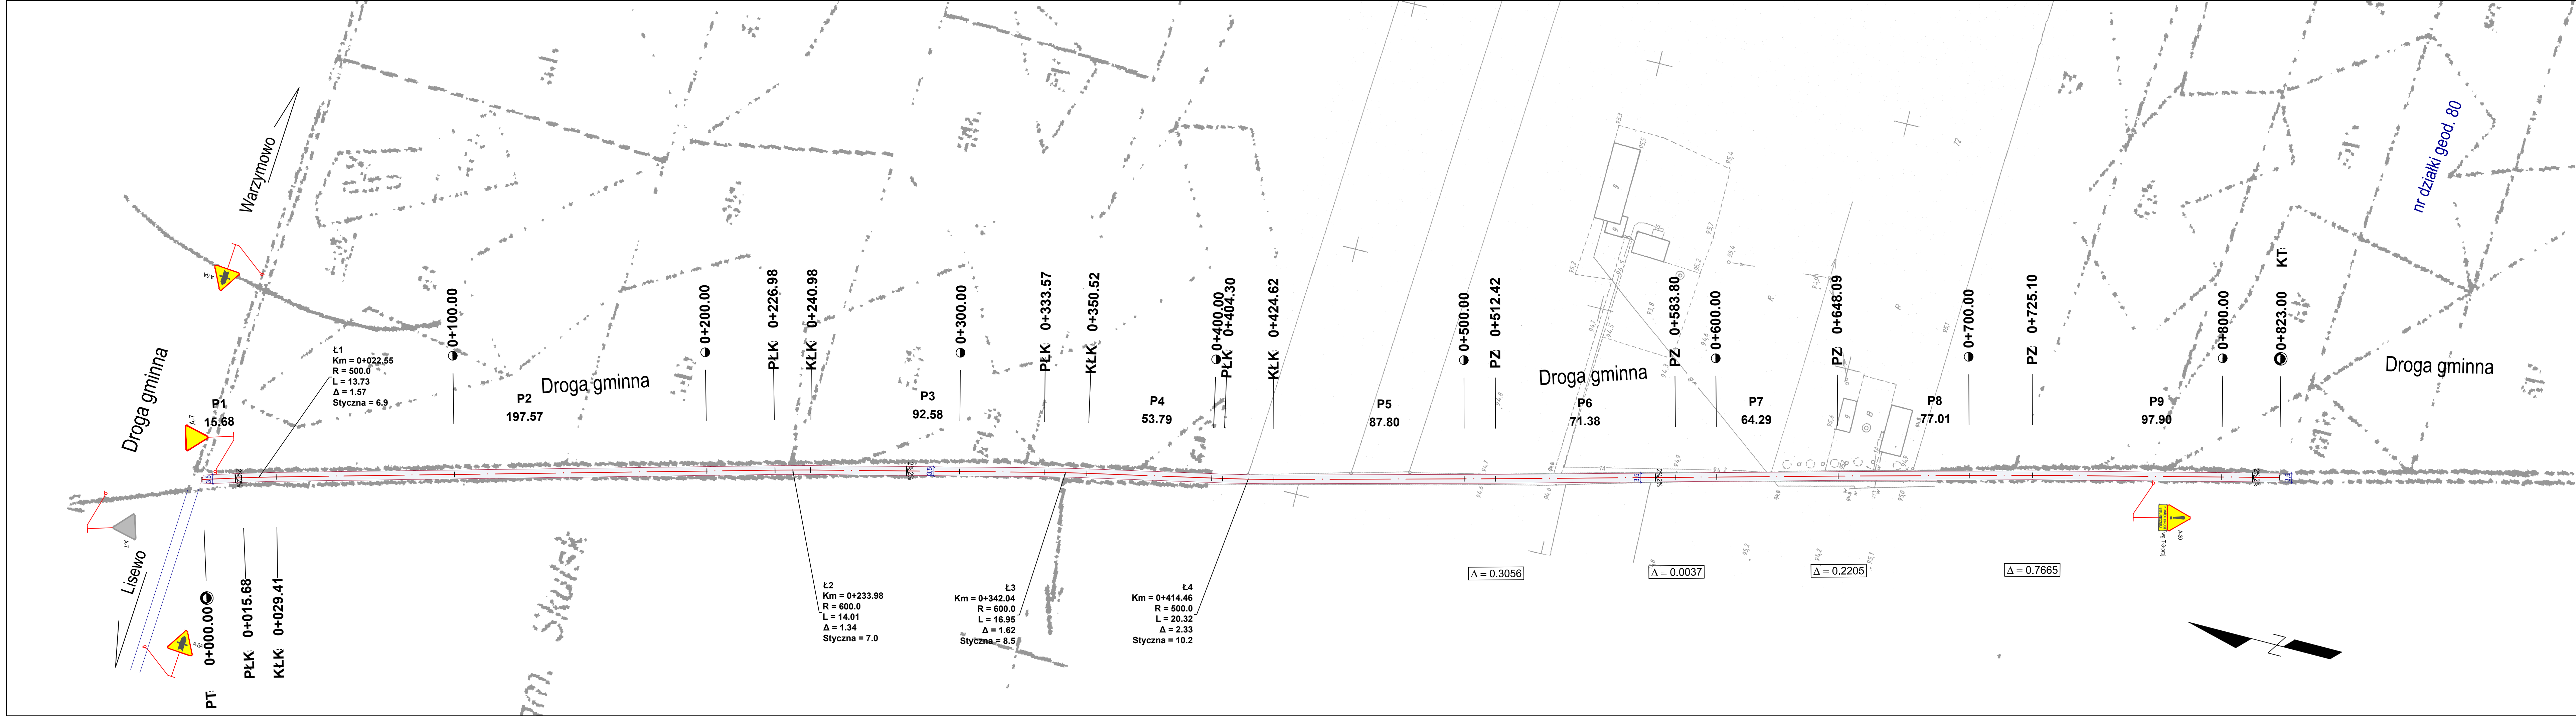 Warzymowo
Droga gminna
Lisewo
A-7
A-7
P1
15.68
Ł1
Km = 0+022.55
R = 500.0
L = 13.73
Δ = 1.57
Styczna = 6.9
0+100.00
P2
197.57
Droga gminna
0+200.00
PŁK: 0+226.98
KŁK: 0+240.98
P3
92.58
0+300.00
PŁK: 0+333.57
KŁK: 0+350.52
P4
53.79
0+400.00
PŁK: 0+404.30
KŁK: 0+424.62
P5
87.80
0+500.00
PZ: 0+512.42
Droga gminna
P6
71.38
PZ: 0+583.80
0+600.00
P7
64.29
PZ: 0+648.09
P8
77.01
0+700.00
PZ: 0+725.10
P9
97.90
0+800.00
KT: 0+823.00
Droga gminna
nr działki geod. 80
PT: 0+000.00
PŁK: 0+015.68
KŁK: 0+029.41
Ł2
Km = 0+233.98
R = 600.0
L = 14.01
Δ = 1.34
Styczna = 7.0
Ł3
Km = 0+342.04
R = 600.0
L = 16.95
Δ = 1.62
Styczna = 8.5
Ł4
Km = 0+414.46
R = 500.0
L = 20.32
Δ = 2.33
Styczna = 10.2
Δ = 0.3056
Δ = 0.0037
Δ = 0.2205
Δ = 0.7665
A-30
72
R
R
B